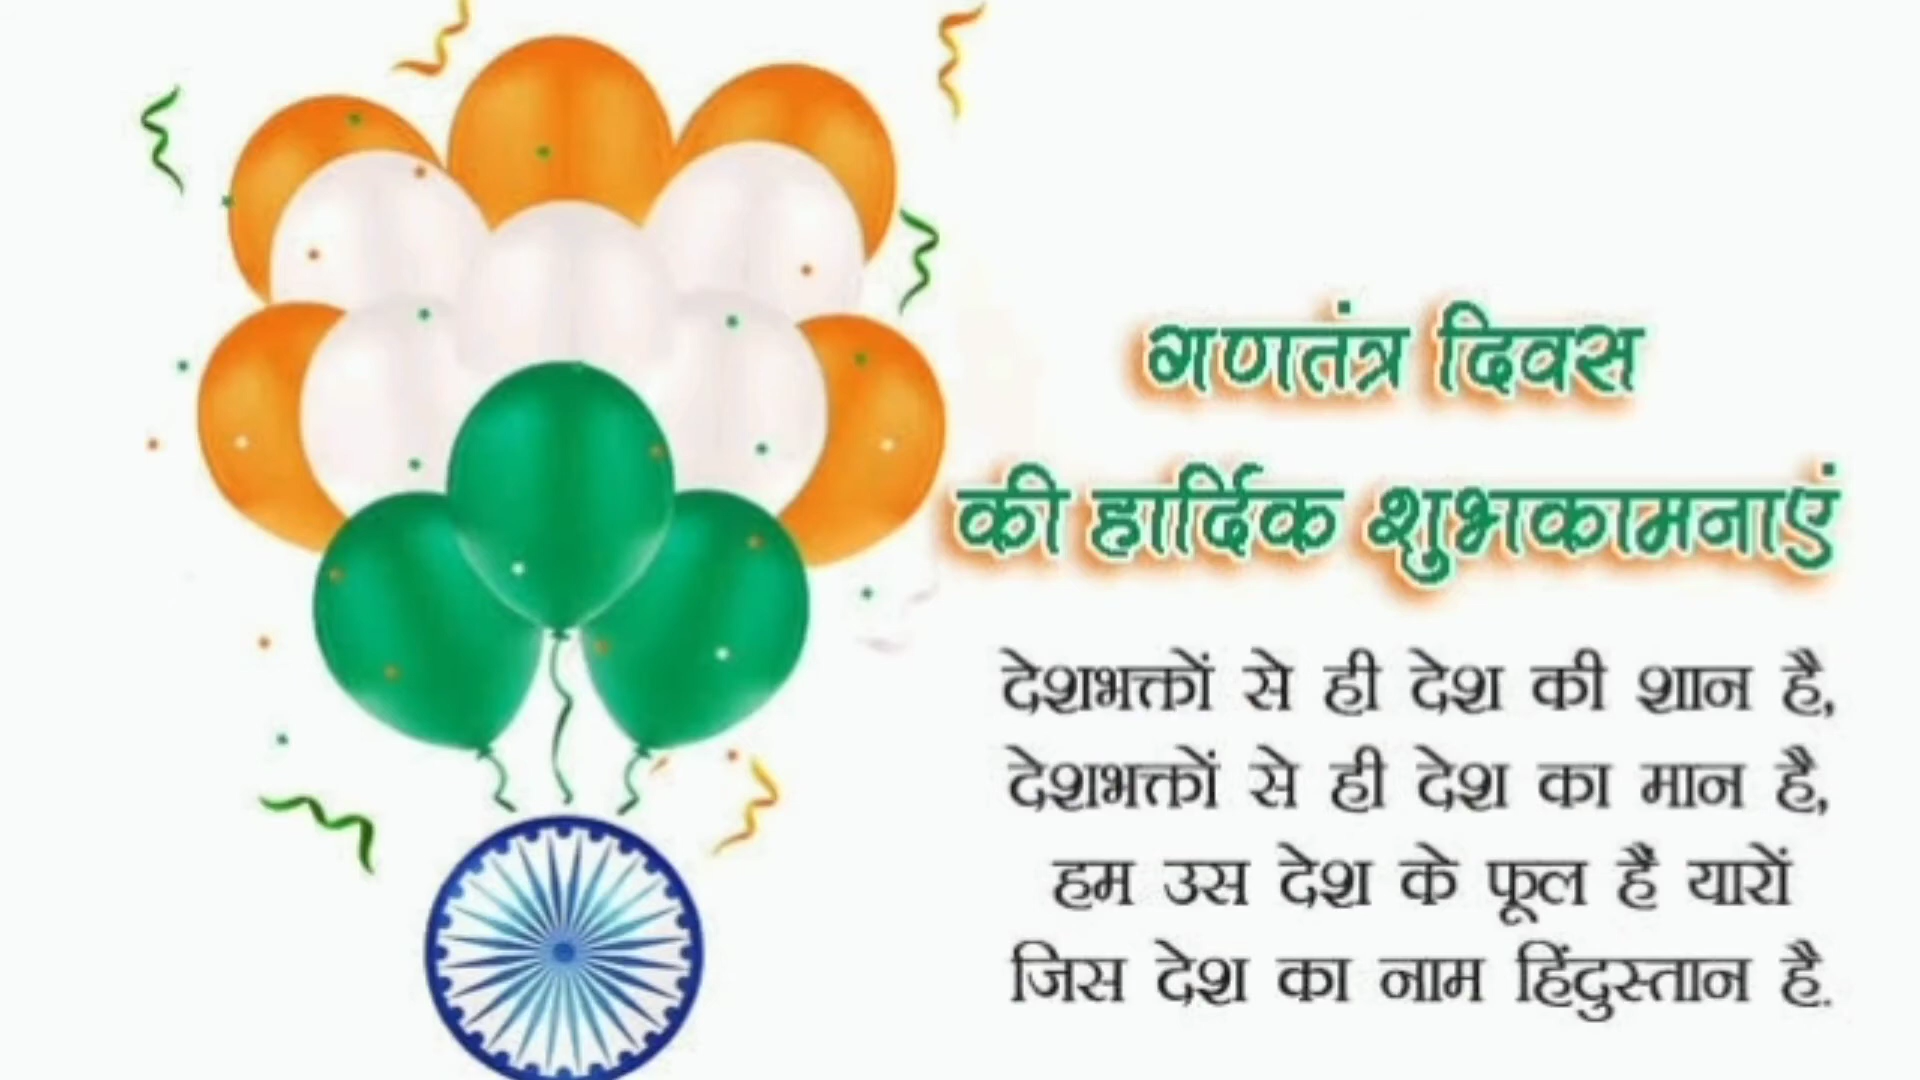 गणतंत्र दिवस
की हार्दिक शुभकामनाएं
देशभक्तों से ही देश की शान है,
देशभक्तों से ही देश का मान है,
हम उस देश के फूल हैं यारों
जिस देश का नाम हिंदुस्तान है.